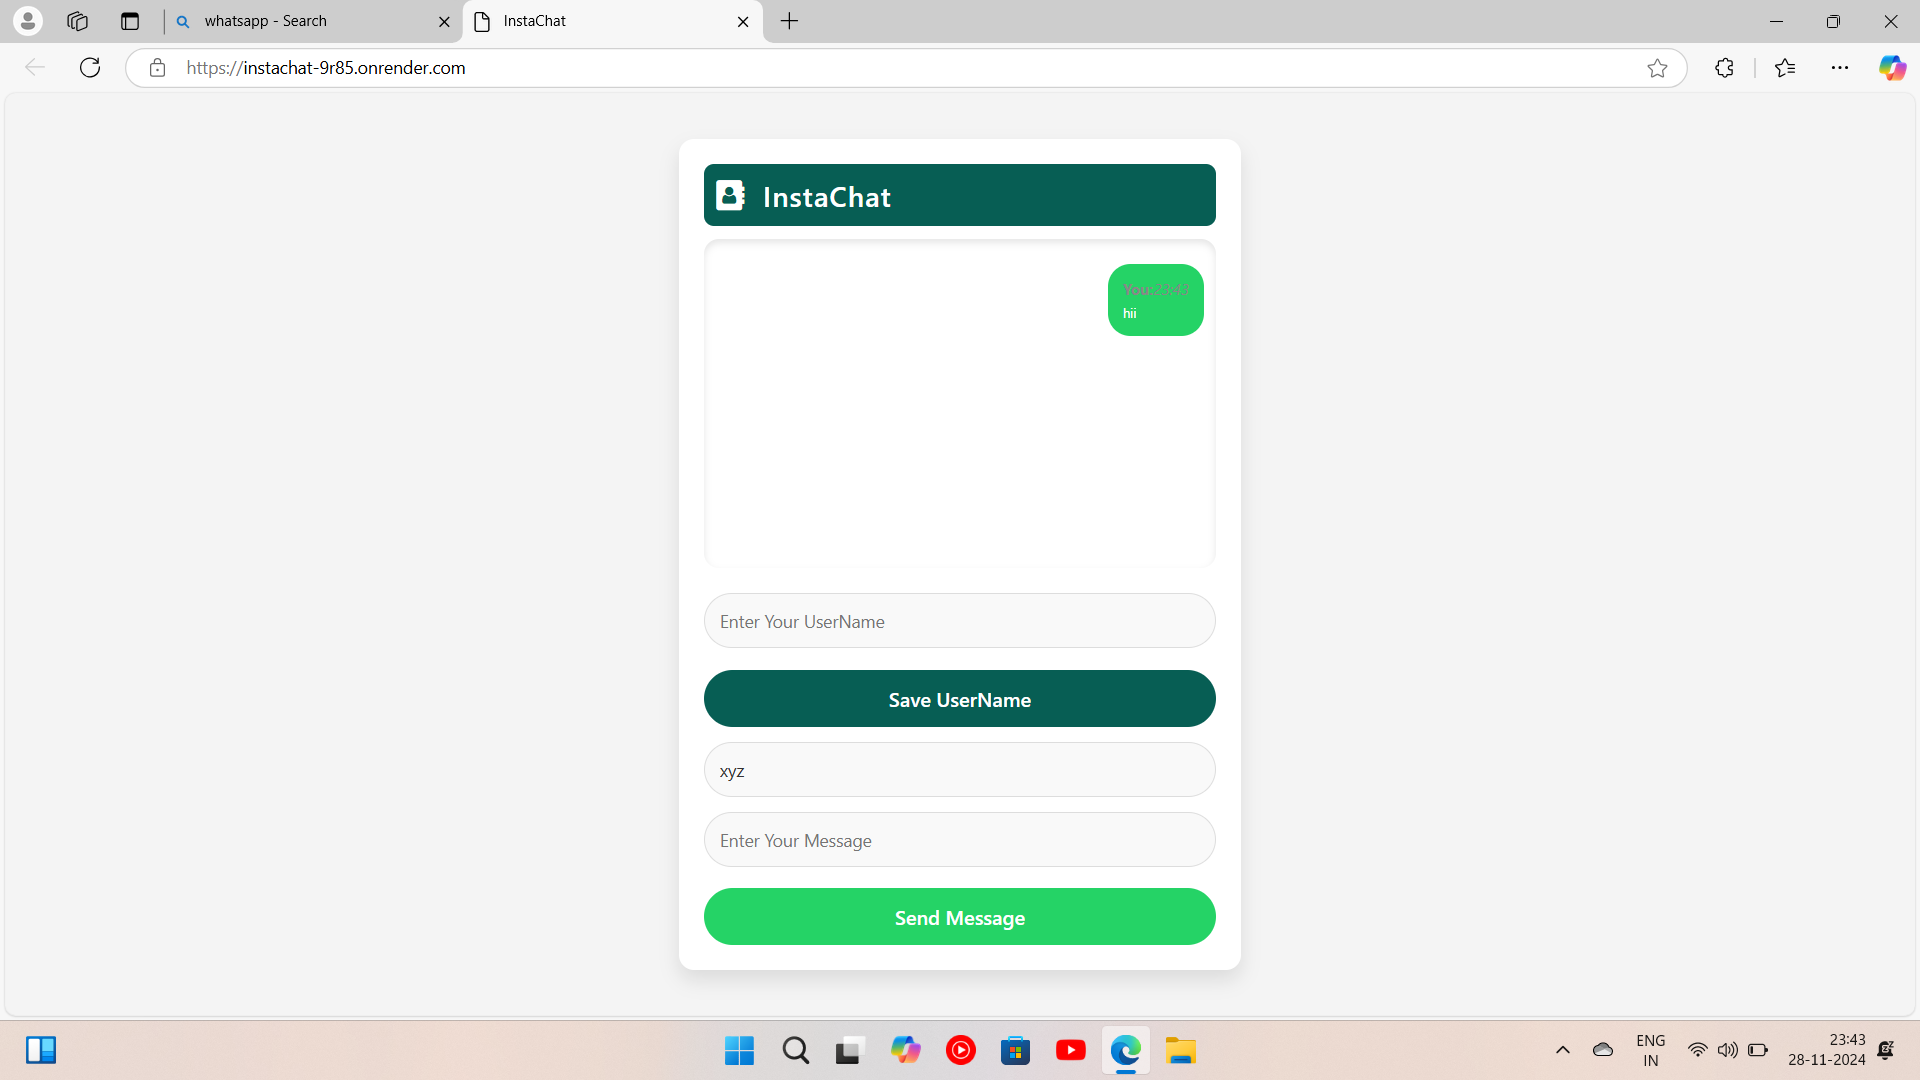 whatsapp - Search
InstaChat
https://instachat-9r85.onrender.com
InstaChat
You:23:43
hii
Enter Your UserName
Save UserName
xyz
Enter Your Message
Send Message
ENG
IN
23:43
28-11-2024